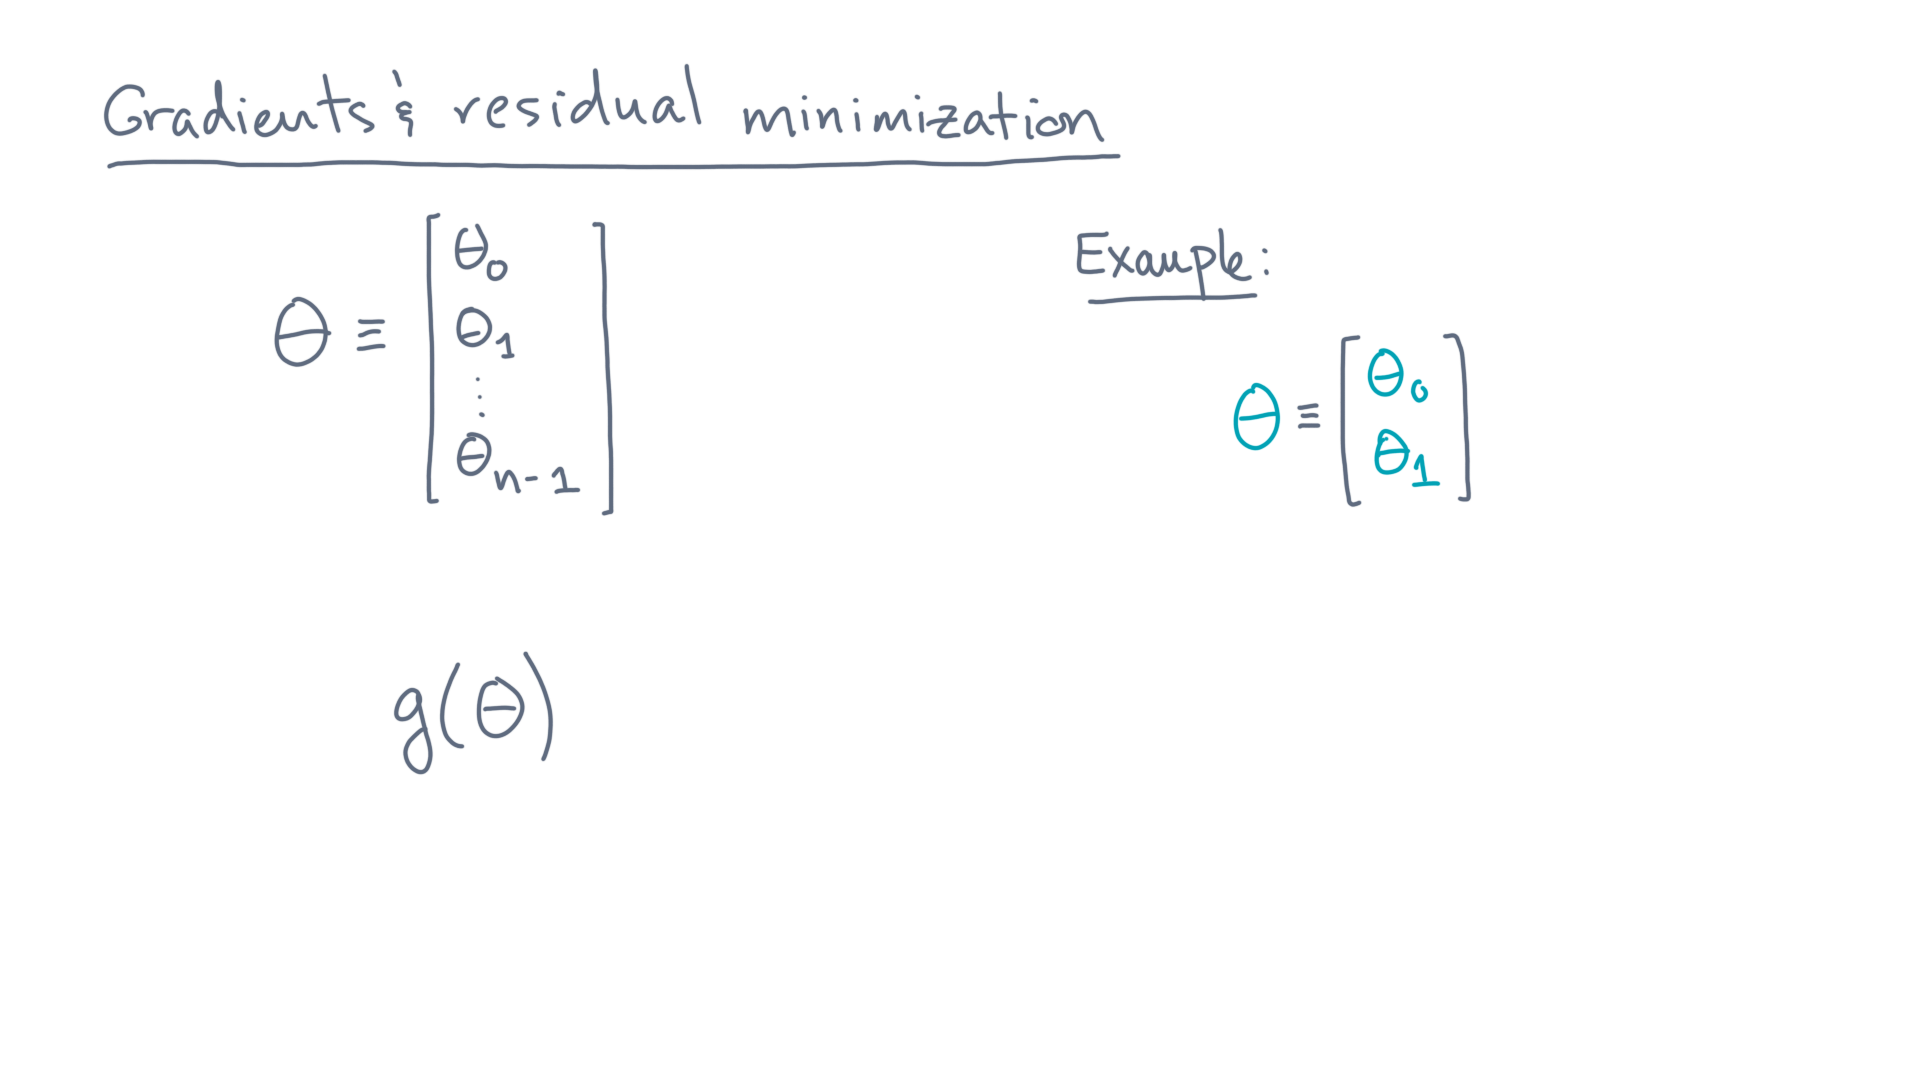 Gradients & residual minimization
θ ≡ [ θ₀
θ₁
⋮
θₙ₋₁ ]
g(θ)
Example:
θ ≡ [ θ₀
θ₁ ]